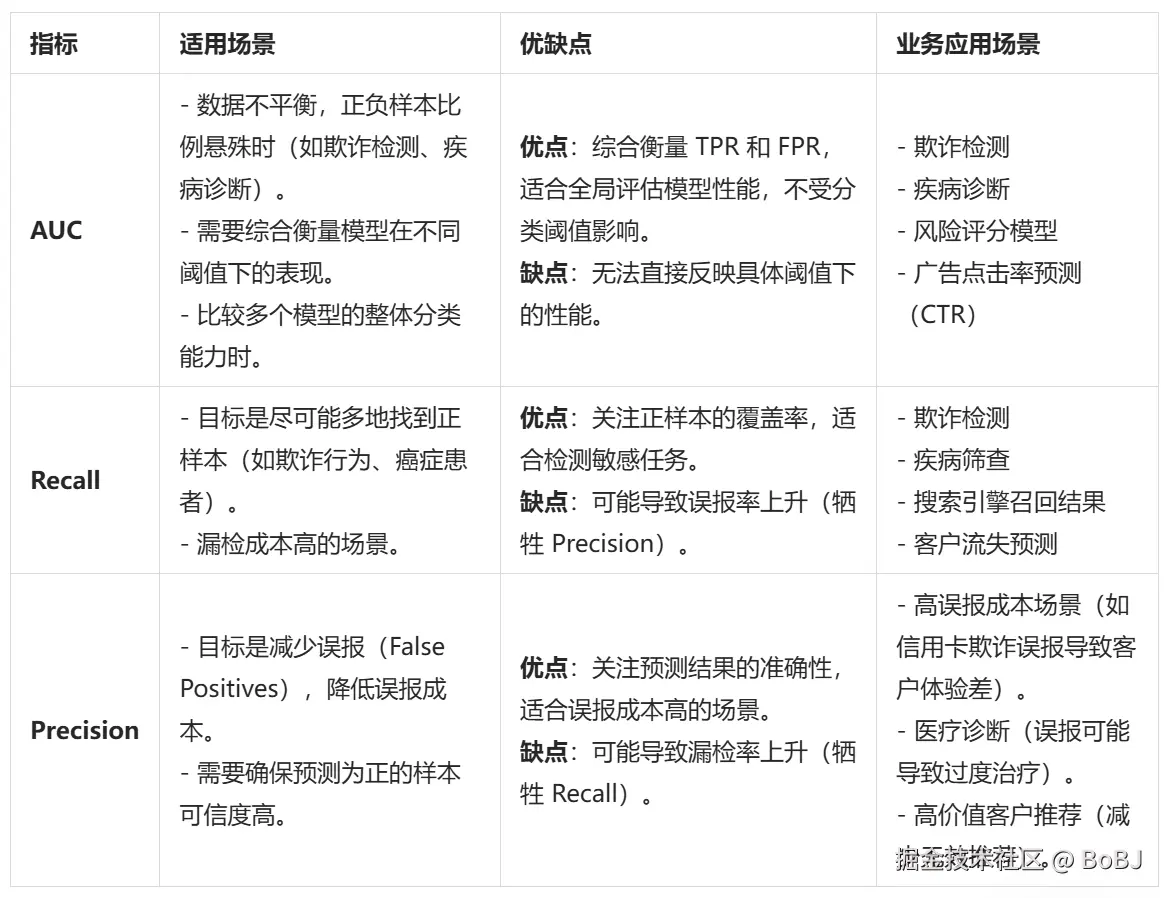 指标
适用场景
优缺点
业务应用场景
AUC
- 数据不平衡，正负样本比
例悬殊时（如欺诈检测、疾
病诊断）。
- 需要综合衡量模型在不同
阈值下的表现。
- 比较多个模型的整体分类
能力时。
优点：综合衡量 TPR 和 FPR，
适合全局评估模型性能，不受分
类阈值影响。
缺点：无法直接反映具体阈值下
的性能。
- 欺诈检测
- 疾病诊断
- 风险评分模型
- 广告点击率预测
（CTR）
Recall
- 目标是尽可能多地找到正
样本（如欺诈行为、癌症患
者）。
- 漏检成本高的场景。
优点：关注正样本的覆盖率，适
合检测敏感任务。
缺点：可能导致误报率上升（牺
牲 Precision）。
- 欺诈检测
- 疾病筛查
- 搜索引擎召回结果
- 客户流失预测
Precision
- 目标是减少误报（False
Positives），降低误报成
本。
- 需要确保预测为正的样本
可信度高。
优点：关注预测结果的准确性，
适合误报成本高的场景。
缺点：可能导致漏检率上升（牺
牲 Recall）。
- 高误报成本场景（如
信用卡欺诈误报导致客
户体验差）。
- 医疗诊断（误报可能
导致过度治疗）。
- 高价值客户推荐（减
少无效推荐）。
掘金技术社区 @ BoBJ